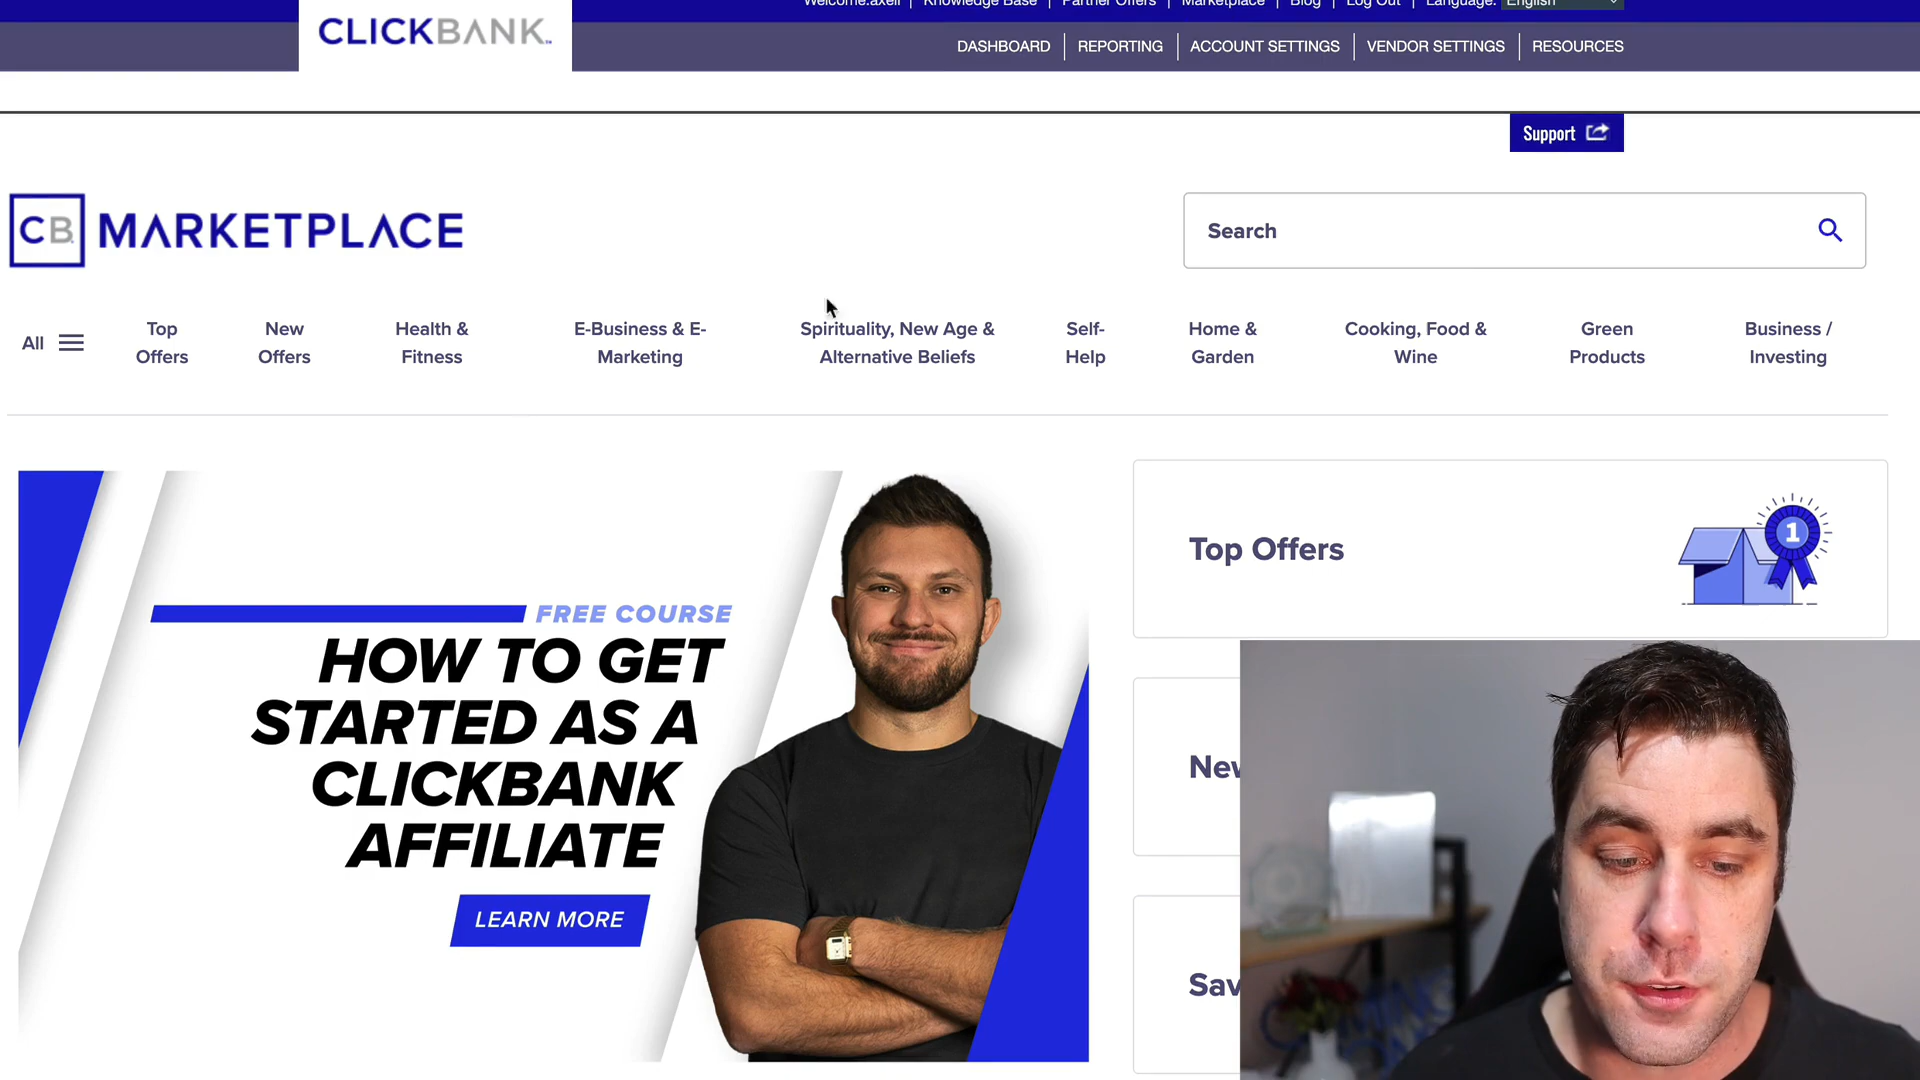 Welcome:axell | Knowledge Base | Partner Offers | Marketplace | Blog | Log Out | Language: English
CLICKBANK
DASHBOARD | REPORTING | ACCOUNT SETTINGS | VENDOR SETTINGS | RESOURCES
Support
CB MARKETPLACE
Search
All
Top Offers
New Offers
Health & Fitness
E-Business & E-Marketing
Spirituality, New Age & Alternative Beliefs
Self-Help
Home & Garden
Cooking, Food & Wine
Green Products
Business / Investing
FREE COURSE
HOW TO GET
STARTED AS A
CLICKBANK
AFFILIATE
LEARN MORE
Top Offers
1
New
Sav